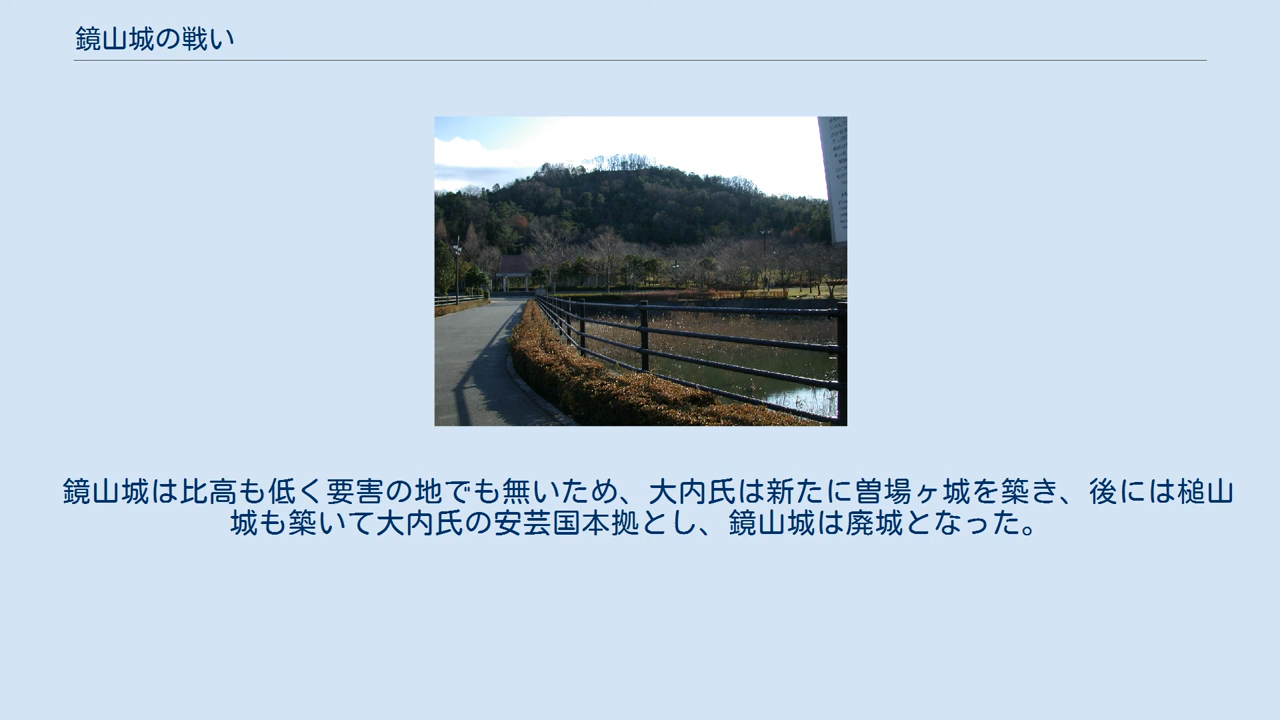 鏡山城の戦い
鏡山城は比高も低く要害の地でも無いため、大内氏は新たに曽場ヶ城を築き、後には槌山
城も築いて大内氏の安芸国本拠とし、鏡山城は廃城となった。